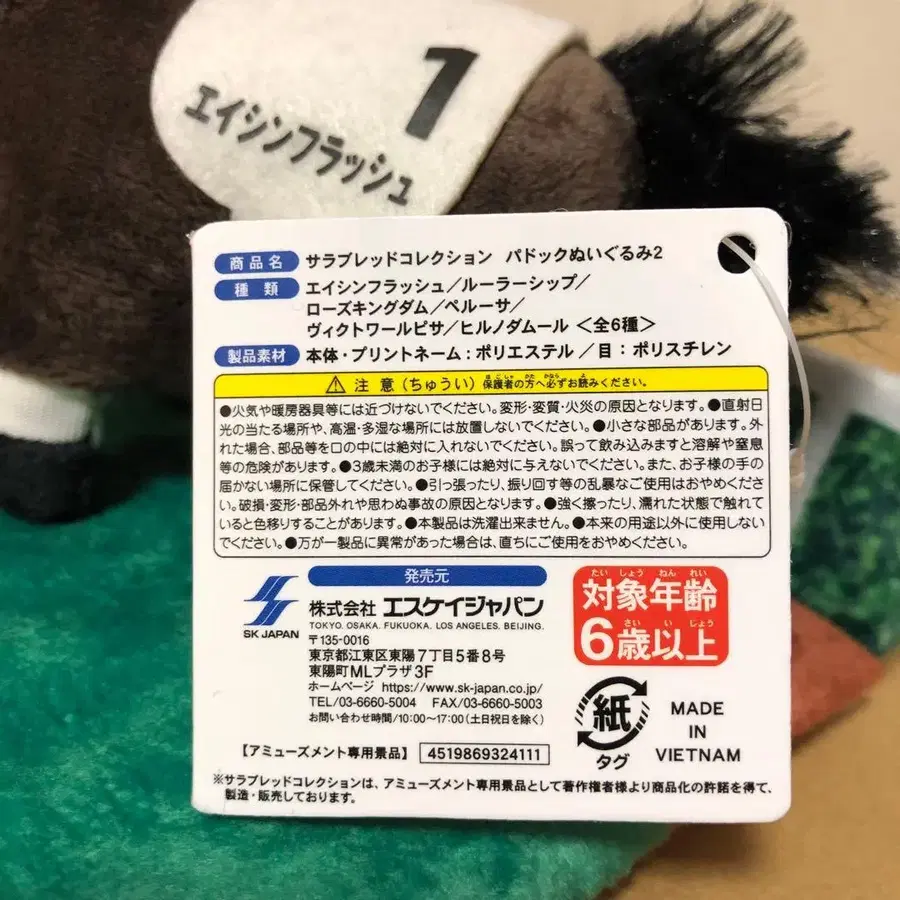 1
エイシンフラッシュ
商品名 サラブレッドコレクション パドックぬいぐるみ2
種類 エイシンフラッシュ/ルーラーシップ/
ローズキングダム/ペルーサ/
ヴィクトワールピサ/ヒルノダムール <全6種>
製品素材 本体・プリントネーム:ポリエステル/目:ポリスチレン
⚠注意(ちゅうい)保護者の方へ必ずお読みください。
●火気や暖房器具等には近づけないでください。変形・変質・火災の原因となります。●直射日
光の当たる場所や、高温・多湿な場所には放置しないでください。●小さな部品があります。外
れた場合、部品等を口の中には絶対に入れないでください。誤って飲み込みますと溶解や窒息
等の危険があります。●3歳未満のお子様には絶対に与えないでください。また、お子様の手の
届かない場所に保管してください。●引っ張ったり、振り回す等の乱暴なご使用はおやめくださ
い。破損・変形・部品外れや思わぬ事故の原因となります。●強く擦ったり、濡れた状態で触れて
いると色移りすることがあります。●本製品は洗濯出来ません。●本来の用途以外に使用しない
でください。●万が一製品に異常があった場合は、直ちにご使用をおやめください。
発売元
SK JAPAN
株式会社 エスケイジャパン
TOKYO. OSAKA. FUKUOKA. LOS ANGELES. BEIJING.
〒135-0016
東京都江東区東陽7丁目5番8号
東陽町MLプラザ3F
ホームページ https://www.sk-japan.co.jp/
TEL/03-6660-5004 FAX/03-6660-5003
お問い合わせ時間/10:00〜17:00(土日祝日を除く)
たいしょうねんれい
対象年齢
さいいじょう
6歳以上
紙
タグ
MADE
IN
VIETNAM
【アミューズメント専用景品】 4519869324111
※サラブレッドコレクションは、アミューズメント専用景品として著作権者様より商品化の許諾を得て、
製造・販売しております。